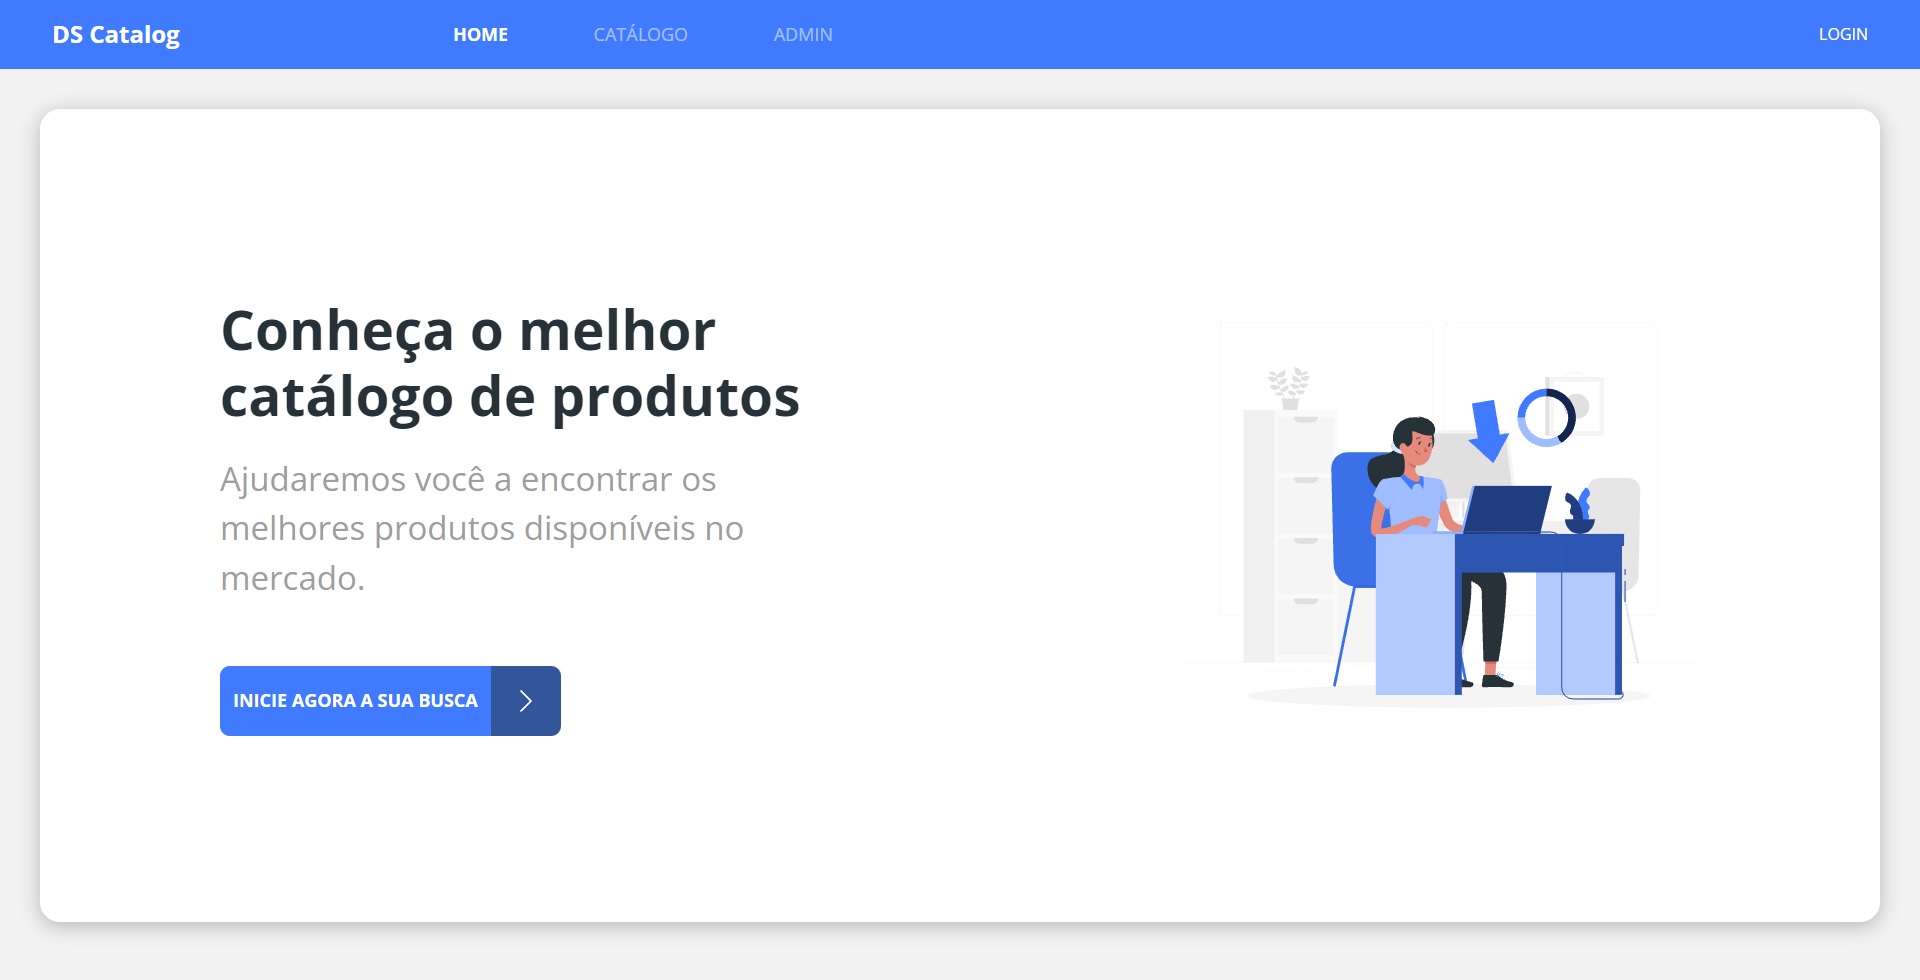 DS Catalog
HOME
CATÁLOGO
ADMIN
LOGIN
Conheça o melhor
catálogo de produtos
Ajudaremos você a encontrar os
melhores produtos disponíveis no
mercado.
INICIE AGORA A SUA BUSCA